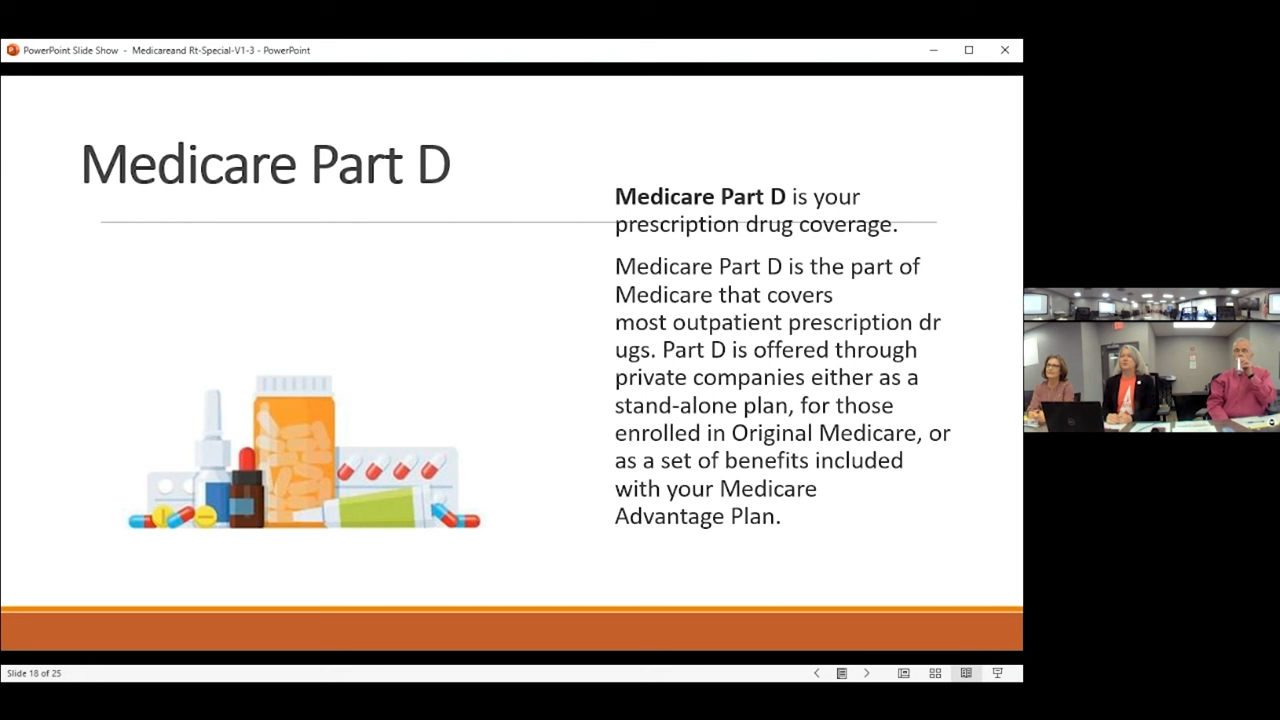 PowerPoint Slide Show - Medicareand Rt-Special-V1-3 - PowerPoint
Medicare Part D
Medicare Part D is your
prescription drug coverage.
Medicare Part D is the part of
Medicare that covers
most outpatient prescription dr
ugs. Part D is offered through
private companies either as a
stand-alone plan, for those
enrolled in Original Medicare, or
as a set of benefits included
with your Medicare
Advantage Plan.
Slide 18 of 25